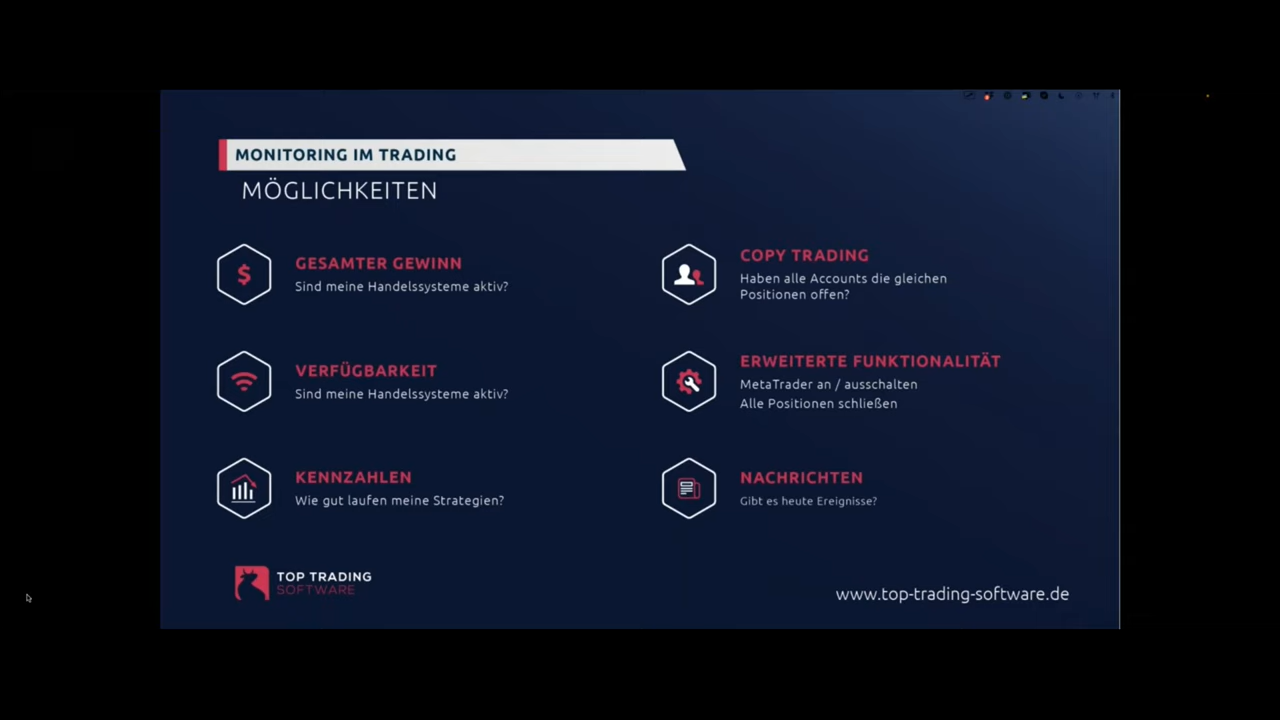 MONITORING IM TRADING
MÖGLICHKEITEN
$
GESAMTER GEWINN
Sind meine Handelssysteme aktiv?
VERFÜGBARKEIT
Sind meine Handelssysteme aktiv?
KENNZAHLEN
Wie gut laufen meine Strategien?
COPY TRADING
Haben alle Accounts die gleichen
Positionen offen?
ERWEITERTE FUNKTIONALITÄT
MetaTrader an / ausschalten
Alle Positionen schließen
NACHRICHTEN
Gibt es heute Ereignisse?
TOP TRADING
SOFTWARE
www.top-trading-software.de